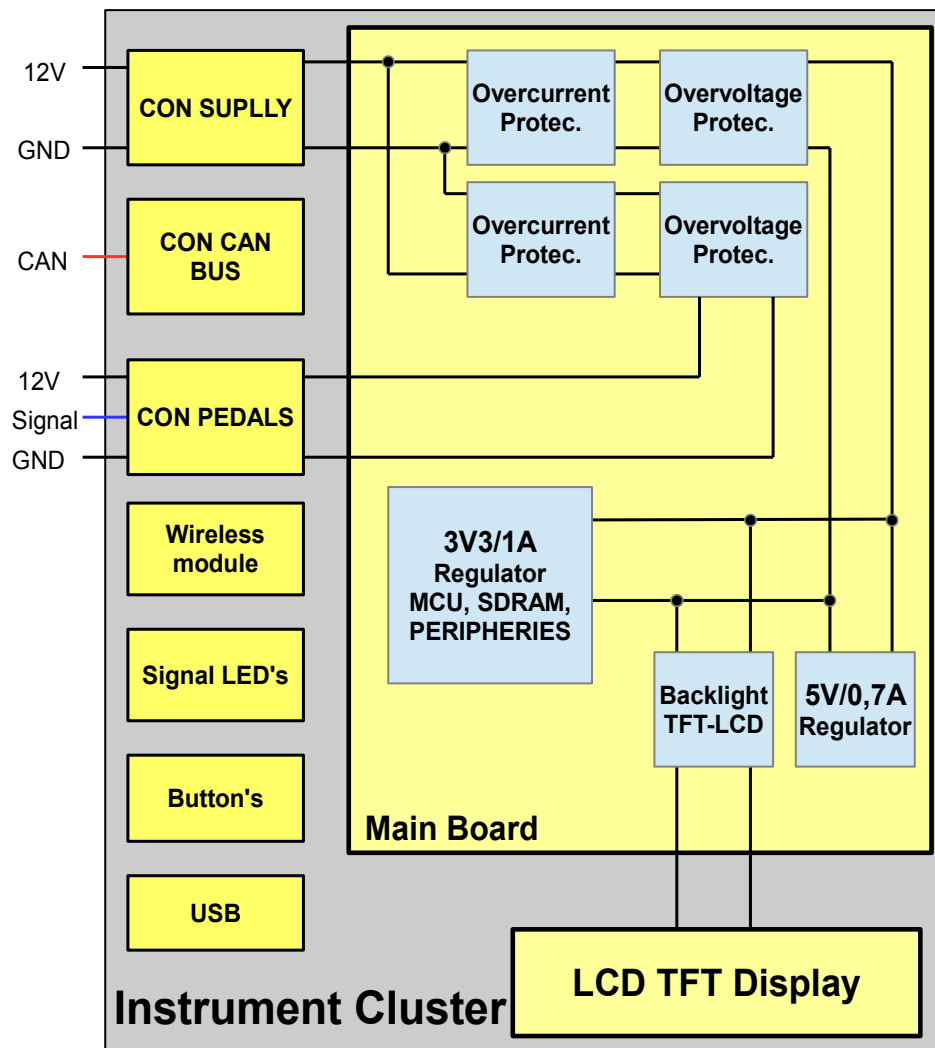 12V
GND
CON SUPLLY
CAN
CON CAN
BUS
12V
Signal
GND
CON PEDALS
Wireless
module
Signal LED's
Button's
USB
Overcurrent
Protec.
Overvoltage
Protec.
Overcurrent
Protec.
Overvoltage
Protec.
3V3/1A
Regulator
MCU, SDRAM,
PERIPHERIES
Backlight
TFT-LCD
5V/0,7A
Regulator
Main Board
LCD TFT Display
Instrument Cluster